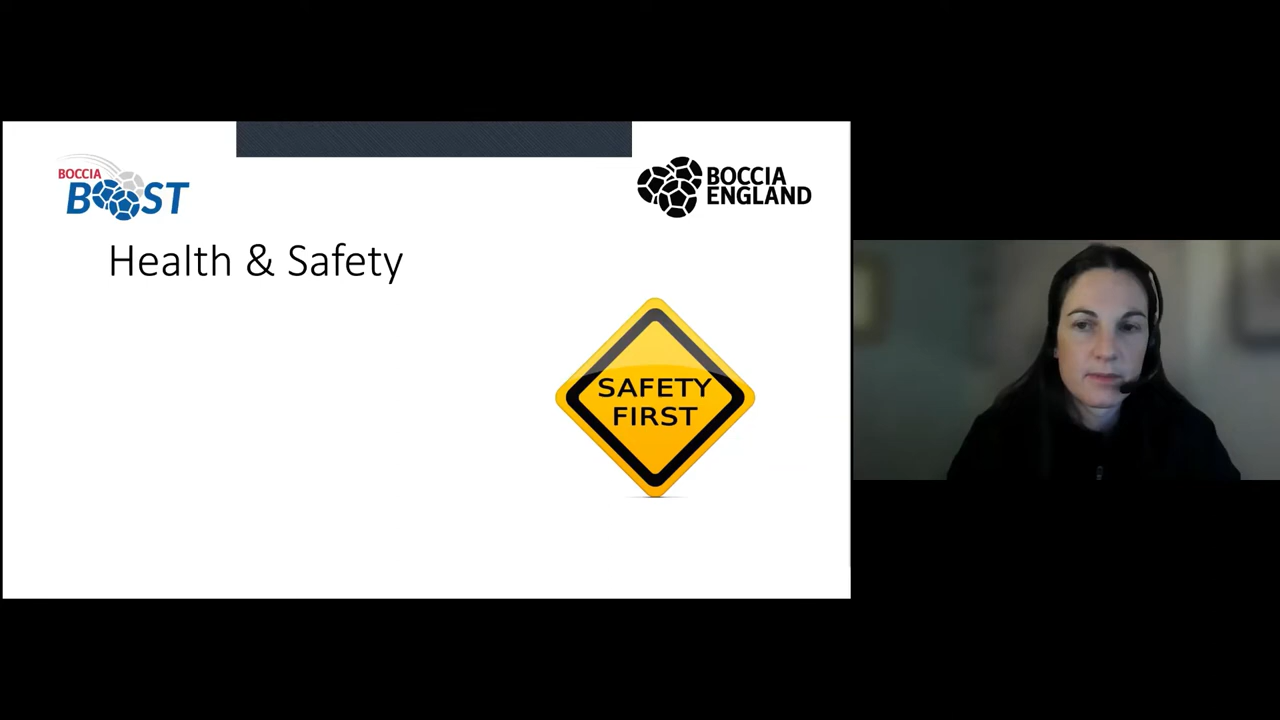 BOCCIA
BOOST
BOCCIA
ENGLAND
Health & Safety
SAFETY
FIRST